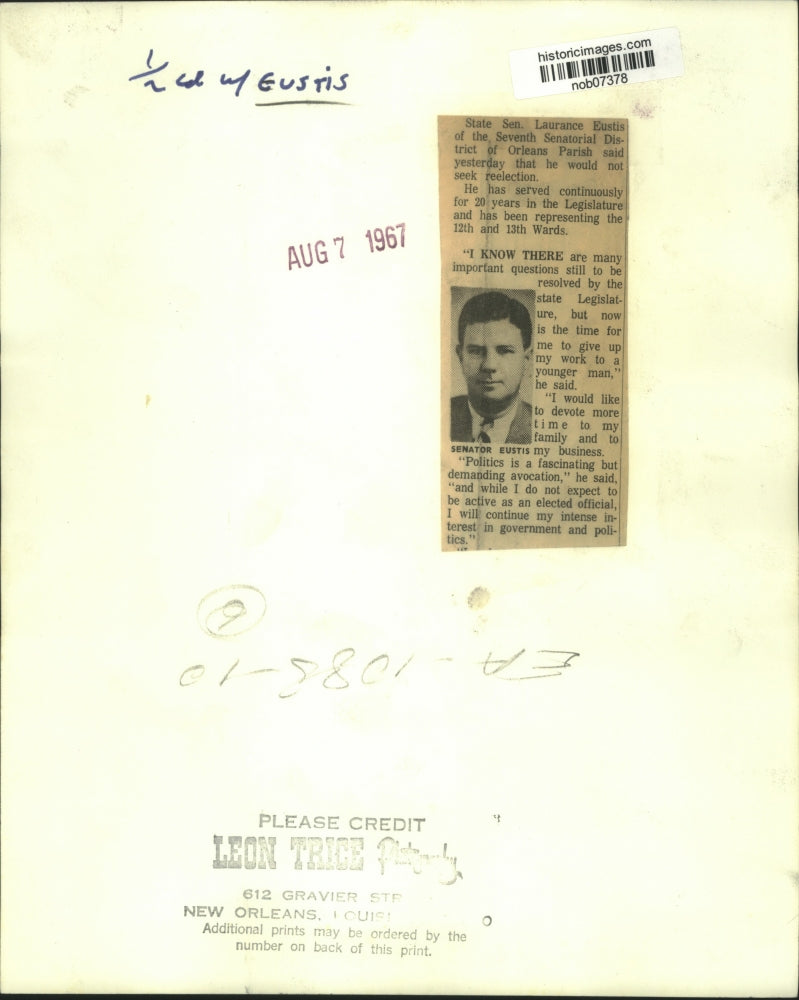 ½ cd w/ EUSTIS
historicimages.com
nob07378
State Sen. Laurance Eustis
of the Seventh Senatorial Dis-
trict of Orleans Parish said
yesterday that he would not
seek reelection.
He has served continuously
for 20 years in the Legislature
and has been representing the
12th and 13th Wards.
"I KNOW THERE are many
important questions still to be
resolved by the
state Legislat-
ure, but now
is the time for
me to give up
my work to a
younger man,"
he said.
"I would like
to devote more
time to my
family and to
SENATOR EUSTIS my business.
"Politics is a fascinating but
demanding avocation," he said,
"and while I do not expect to
be active as an elected official,
I will continue my intense in-
terest in government and poli-
tics."
AUG 7 1967
EA-1085-10
PLEASE CREDIT
LEON TRICE Photography
612 GRAVIER
NEW ORLEANS,
Additional prints may be ordered by the
number on back of this print.